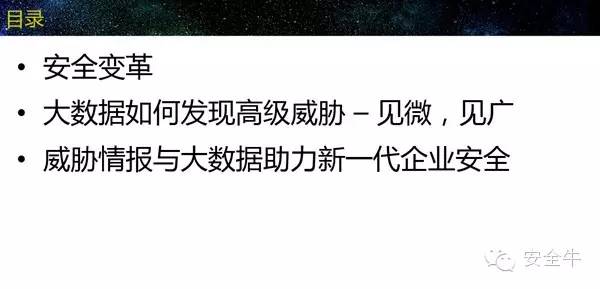 目录
• 安全变革
• 大数据如何发现高级威胁 – 见微，见广
• 威胁情报与大数据助力新一代企业安全
安全牛